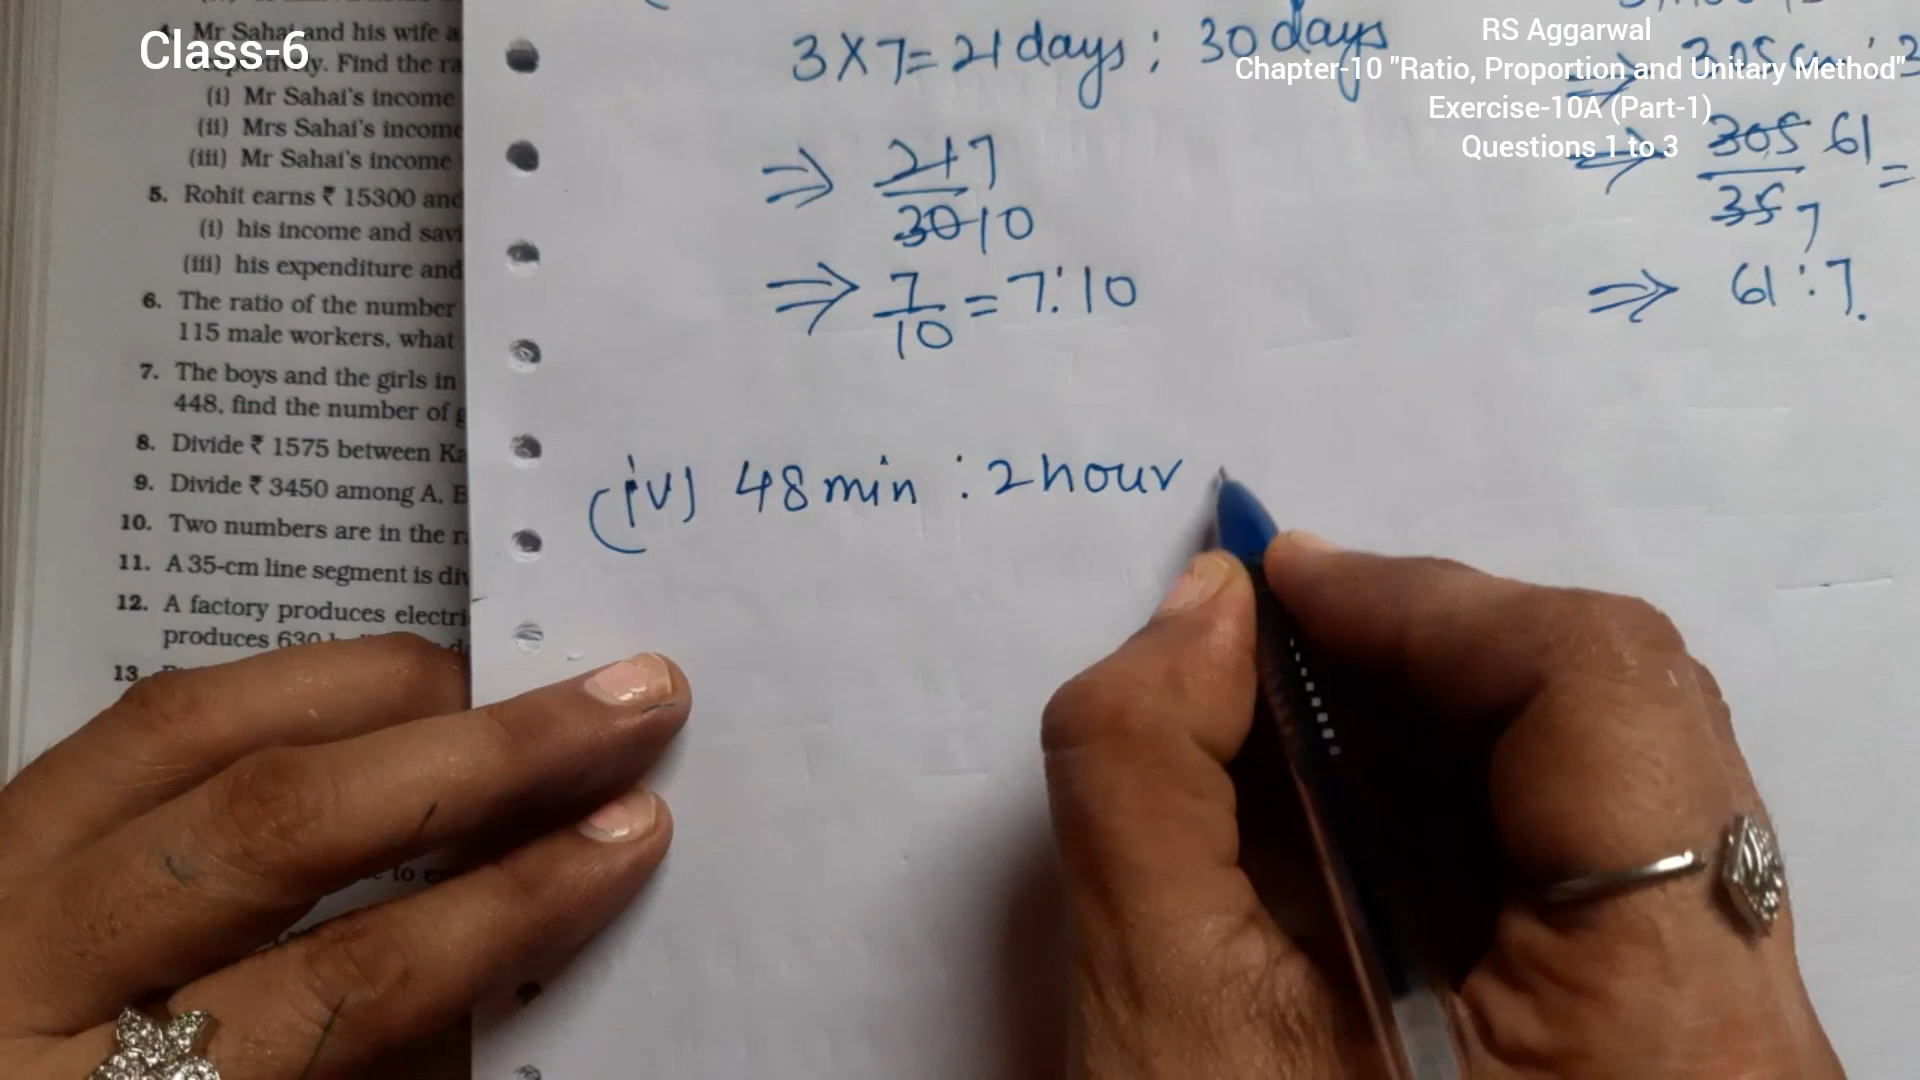 Class-6
RS Aggarwal
Chapter-10 "Ratio, Proportion and Unitary Method"
Exercise-10A (Part-1)
Questions 1 to 3
Mr Sahai and his wife
Find the
(i) Mr Sahai's income
(ii) Mrs Sahai's income
(iii) Mr Sahai's income
5. Rohit earns ₹ 15300 and
(i) his income and
(iii) his expenditure and
6. The ratio of the number
115 male workers, what
7. The boys and the girls in
448, find the number of
8. Divide ₹ 1575 between
9. Divide ₹ 3450 among A, B
10. Two numbers are in the
11. A 35-cm line segment is
12. A factory produces
produces 630
13.
to
3 × 7 = 21 days : 30 days
⇒ 21 7
30 10
⇒ 7/10 = 7:10
(iv) 48 min : 2 hour
⇒ 305 cm :
⇒ 305 61 =
35 7
⇒ 61 : 7.